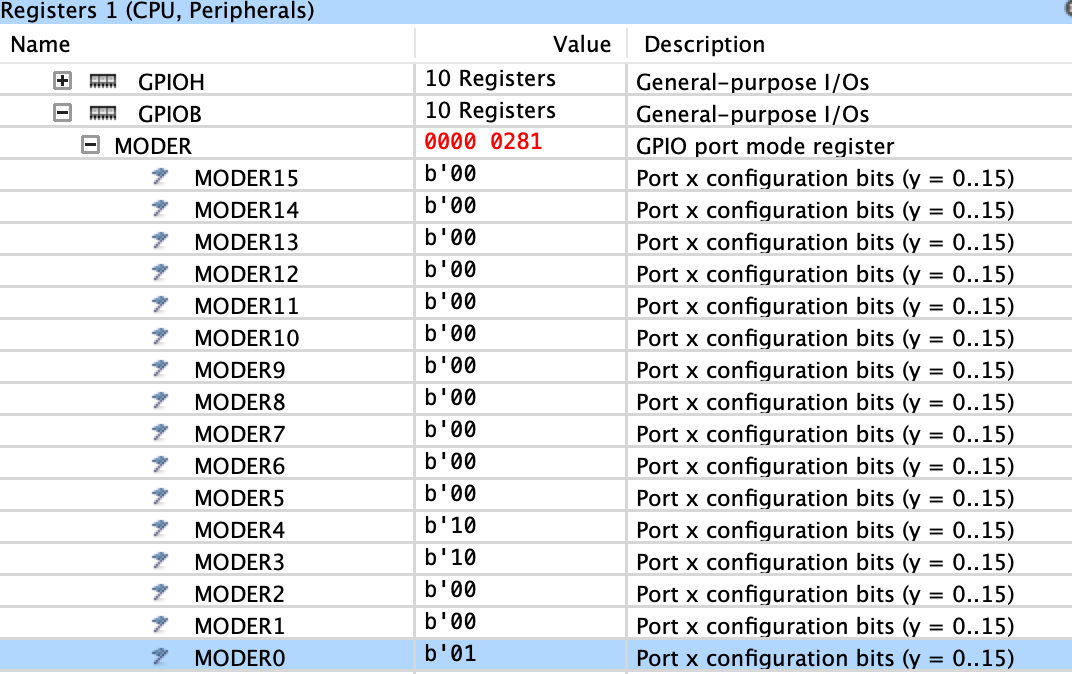 Registers 1 (CPU, Peripherals)
Name Value Description
GPIOH 10 Registers General-purpose I/Os
GPIOB 10 Registers General-purpose I/Os
MODER 0000 0281 GPIO port mode register
MODER15 b'00 Port x configuration bits (y = 0..15)
MODER14 b'00 Port x configuration bits (y = 0..15)
MODER13 b'00 Port x configuration bits (y = 0..15)
MODER12 b'00 Port x configuration bits (y = 0..15)
MODER11 b'00 Port x configuration bits (y = 0..15)
MODER10 b'00 Port x configuration bits (y = 0..15)
MODER9 b'00 Port x configuration bits (y = 0..15)
MODER8 b'00 Port x configuration bits (y = 0..15)
MODER7 b'00 Port x configuration bits (y = 0..15)
MODER6 b'00 Port x configuration bits (y = 0..15)
MODER5 b'00 Port x configuration bits (y = 0..15)
MODER4 b'10 Port x configuration bits (y = 0..15)
MODER3 b'10 Port x configuration bits (y = 0..15)
MODER2 b'00 Port x configuration bits (y = 0..15)
MODER1 b'00 Port x configuration bits (y = 0..15)
MODER0 b'01 Port x configuration bits (y = 0..15)